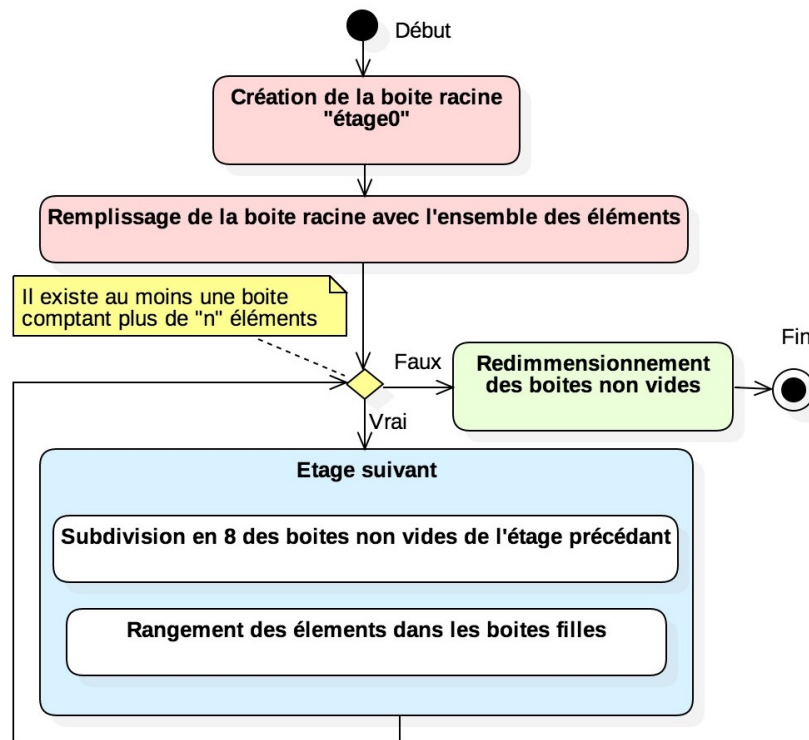 Début
Création de la boite racine
"étage0"
Remplissage de la boite racine avec l'ensemble des éléments
Il existe au moins une boite
comptant plus de "n" éléments
Faux
Redimmensionnement
des boites non vides
Fin
Vrai
Etage suivant
Subdivision en 8 des boites non vides de l'étage précédant
Rangement des élements dans les boites filles